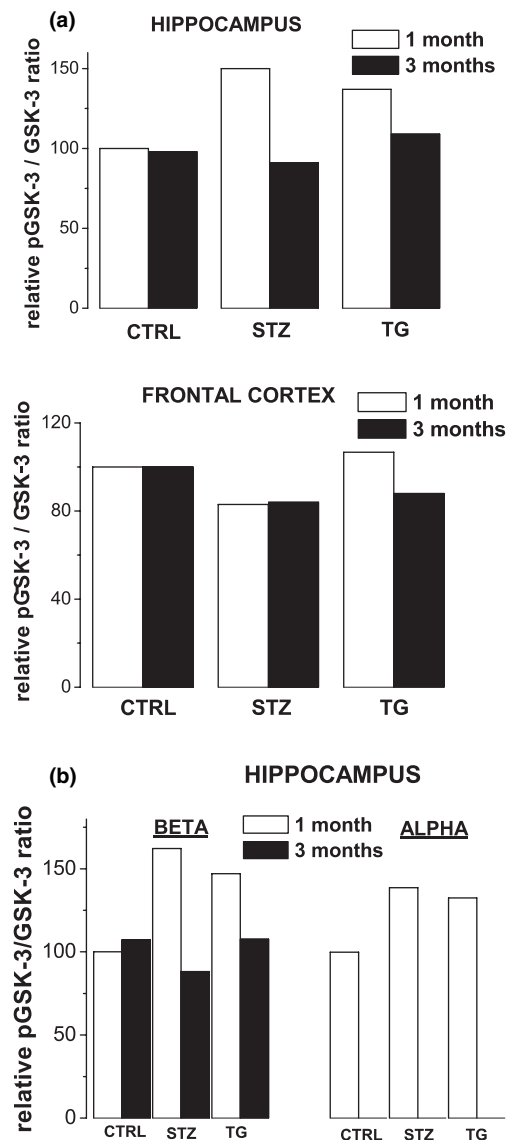 (a)
HIPPOCAMPUS
1 month
3 months
relative pGSK-3 / GSK-3 ratio
150
100
50
0
CTRL STZ TG
FRONTAL CORTEX
1 month
3 months
relative pGSK-3 / GSK-3 ratio
120
80
40
0
CTRL STZ TG
(b)
HIPPOCAMPUS
BETA
1 month
3 months
ALPHA
relative pGSK-3/GSK-3 ratio
150
100
50
0
CTRL STZ TG
CTRL STZ TG